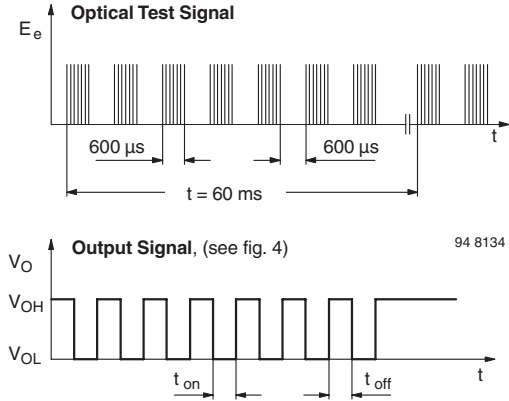 Optical Test Signal
E e
600 µs
600 µs
t
t = 60 ms
Output Signal, (see fig. 4)
94 8134
V O
V OH
V OL
t on
t off
t